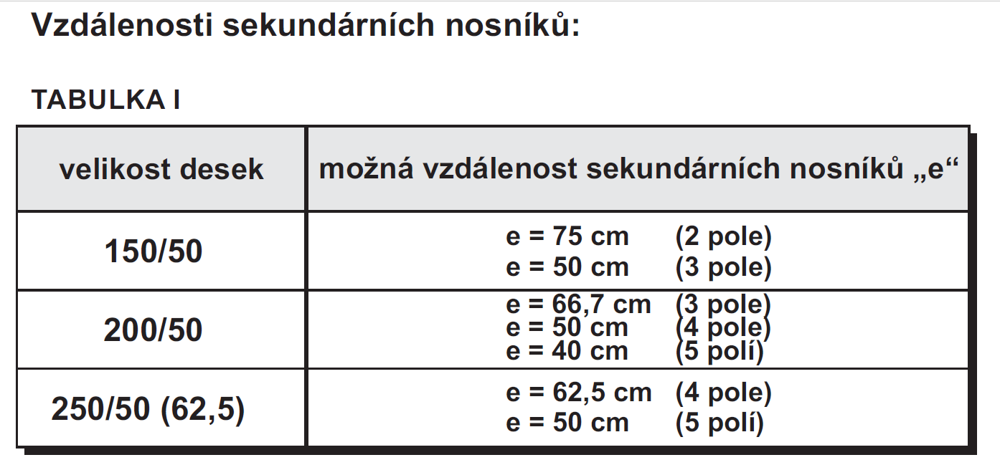 Vzdálenosti sekundárních nosníků:
TABULKA I
velikost desek	možná vzdálenost sekundárních nosníků „e“
150/50
e = 75 cm (2 pole)
e = 50 cm (3 pole)
200/50
e = 66,7 cm (3 pole)
e = 50 cm (4 pole)
e = 40 cm (5 polí)
250/50 (62,5)
e = 62,5 cm (4 pole)
e = 50 cm (5 polí)